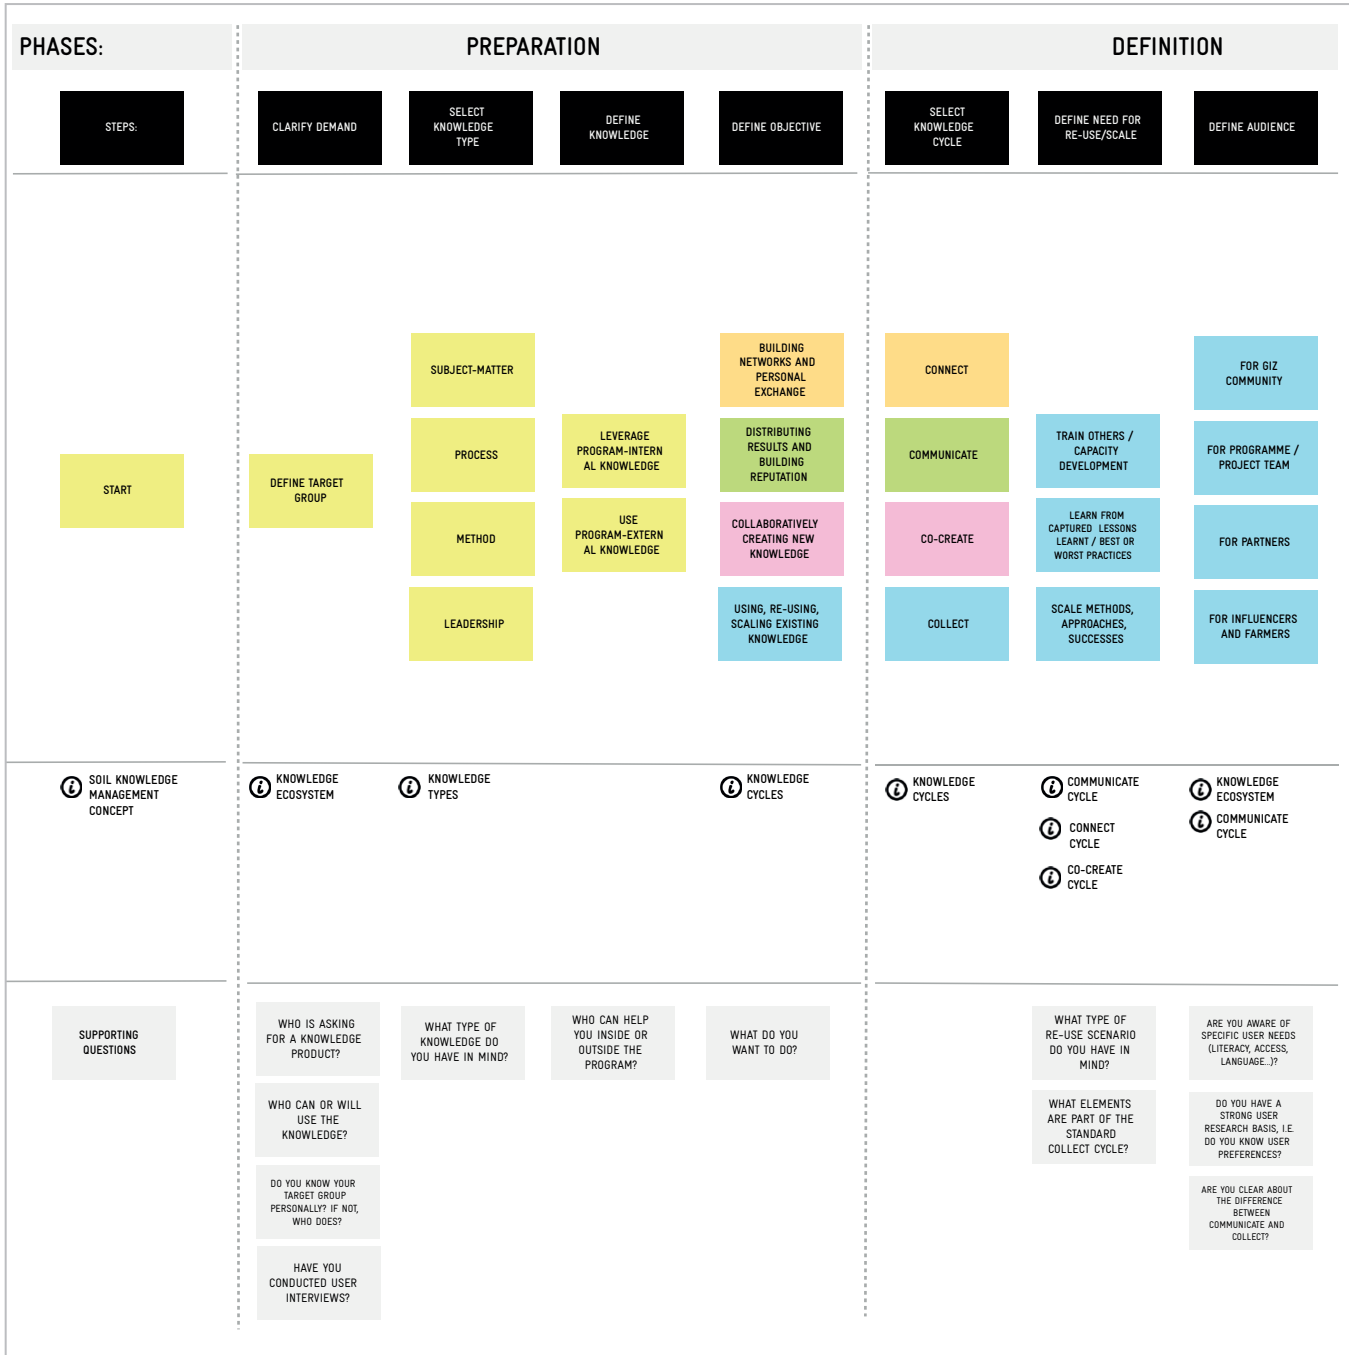 PHASES:
PREPARATION
DEFINITION
STEPS:
CLARIFY DEMAND
SELECT
KNOWLEDGE
TYPE
DEFINE
KNOWLEDGE
DEFINE OBJECTIVE
SELECT
KNOWLEDGE
CYCLE
DEFINE NEED FOR
RE-USE/SCALE
DEFINE AUDIENCE
START
DEFINE TARGET
GROUP
SUBJECT-MATTER
PROCESS
METHOD
LEADERSHIP
LEVERAGE
PROGRAM-INTERN
AL KNOWLEDGE
USE
PROGRAM-EXTERN
AL KNOWLEDGE
BUILDING
NETWORKS AND
PERSONAL
EXCHANGE
DISTRIBUTING
RESULTS AND
BUILDING
REPUTATION
COLLABORATIVELY
CREATING NEW
KNOWLEDGE
USING, RE-USING,
SCALING EXISTING
KNOWLEDGE
CONNECT
COMMUNICATE
CO-CREATE
COLLECT
TRAIN OTHERS /
CAPACITY
DEVELOPMENT
LEARN FROM
CAPTURED LESSONS
LEARNT / BEST OR
WORST PRACTICES
SCALE METHODS,
APPROACHES,
SUCCESSES
FOR GIZ
COMMUNITY
FOR PROGRAMME /
PROJECT TEAM
FOR PARTNERS
FOR INFLUENCERS
AND FARMERS
SOIL KNOWLEDGE
MANAGEMENT
CONCEPT
KNOWLEDGE
ECOSYSTEM
KNOWLEDGE
TYPES
KNOWLEDGE
CYCLES
KNOWLEDGE
CYCLES
COMMUNICATE
CYCLE
CONNECT
CYCLE
CO-CREATE
CYCLE
KNOWLEDGE
ECOSYSTEM
COMMUNICATE
CYCLE
SUPPORTING
QUESTIONS
WHO IS ASKING
FOR A KNOWLEDGE
PRODUCT?
WHO CAN OR WILL
USE THE
KNOWLEDGE?
DO YOU KNOW YOUR
TARGET GROUP
PERSONALLY? IF NOT,
WHO DOES?
HAVE YOU
CONDUCTED USER
INTERVIEWS?
WHAT TYPE OF
KNOWLEDGE DO
YOU HAVE IN MIND?
WHO CAN HELP
YOU INSIDE OR
OUTSIDE THE
PROGRAM?
WHAT DO YOU
WANT TO DO?
WHAT TYPE OF
RE-USE SCENARIO
DO YOU HAVE IN
MIND?
WHAT ELEMENTS
ARE PART OF THE
STANDARD
COLLECT CYCLE?
ARE YOU AWARE OF
SPECIFIC USER NEEDS
(LITERACY, ACCESS,
LANGUAGE...)?
DO YOU HAVE A
STRONG USER
RESEARCH BASIS, I.E.
DO YOU KNOW USER
PREFERENCES?
ARE YOU CLEAR ABOUT
THE DIFFERENCE
BETWEEN
COMMUNICATE AND
COLLECT?